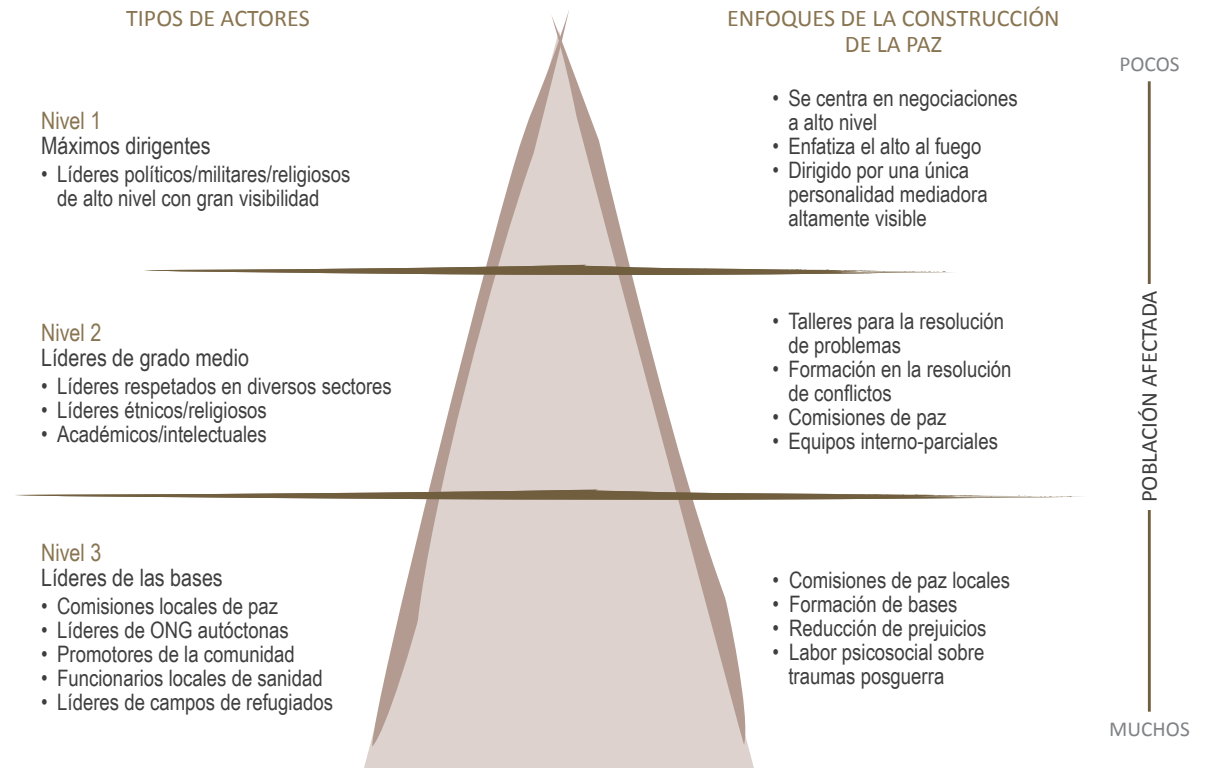 TIPOS DE ACTORES
ENFOQUES DE LA CONSTRUCCIÓN
DE LA PAZ
Nivel 1
Máximos dirigentes
• Líderes políticos/militares/religiosos
de alto nivel con gran visibilidad
• Se centra en negociaciones
a alto nivel
• Enfatiza el alto al fuego
• Dirigido por una única
personalidad mediadora
altamente visible
Nivel 2
Líderes de grado medio
• Líderes respetados en diversos sectores
• Líderes étnicos/religiosos
• Académicos/intelectuales
• Talleres para la resolución
de problemas
• Formación en la resolución
de conflictos
• Comisiones de paz
• Equipos interno-parciales
Nivel 3
Líderes de las bases
• Comisiones locales de paz
• Líderes de ONG autóctonas
• Promotores de la comunidad
• Funcionarios locales de sanidad
• Líderes de campos de refugiados
• Comisiones de paz locales
• Formación de bases
• Reducción de prejuicios
• Labor psicosocial sobre
traumas posguerra
POCOS
POBLACIÓN AFECTADA
MUCHOS